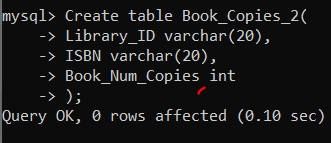 mysql> Create table Book_Copies_2(
    -> Library_ID varchar(20),
    -> ISBN varchar(20),
    -> Book_Num_Copies int
    -> );
Query OK, 0 rows affected (0.10 sec)